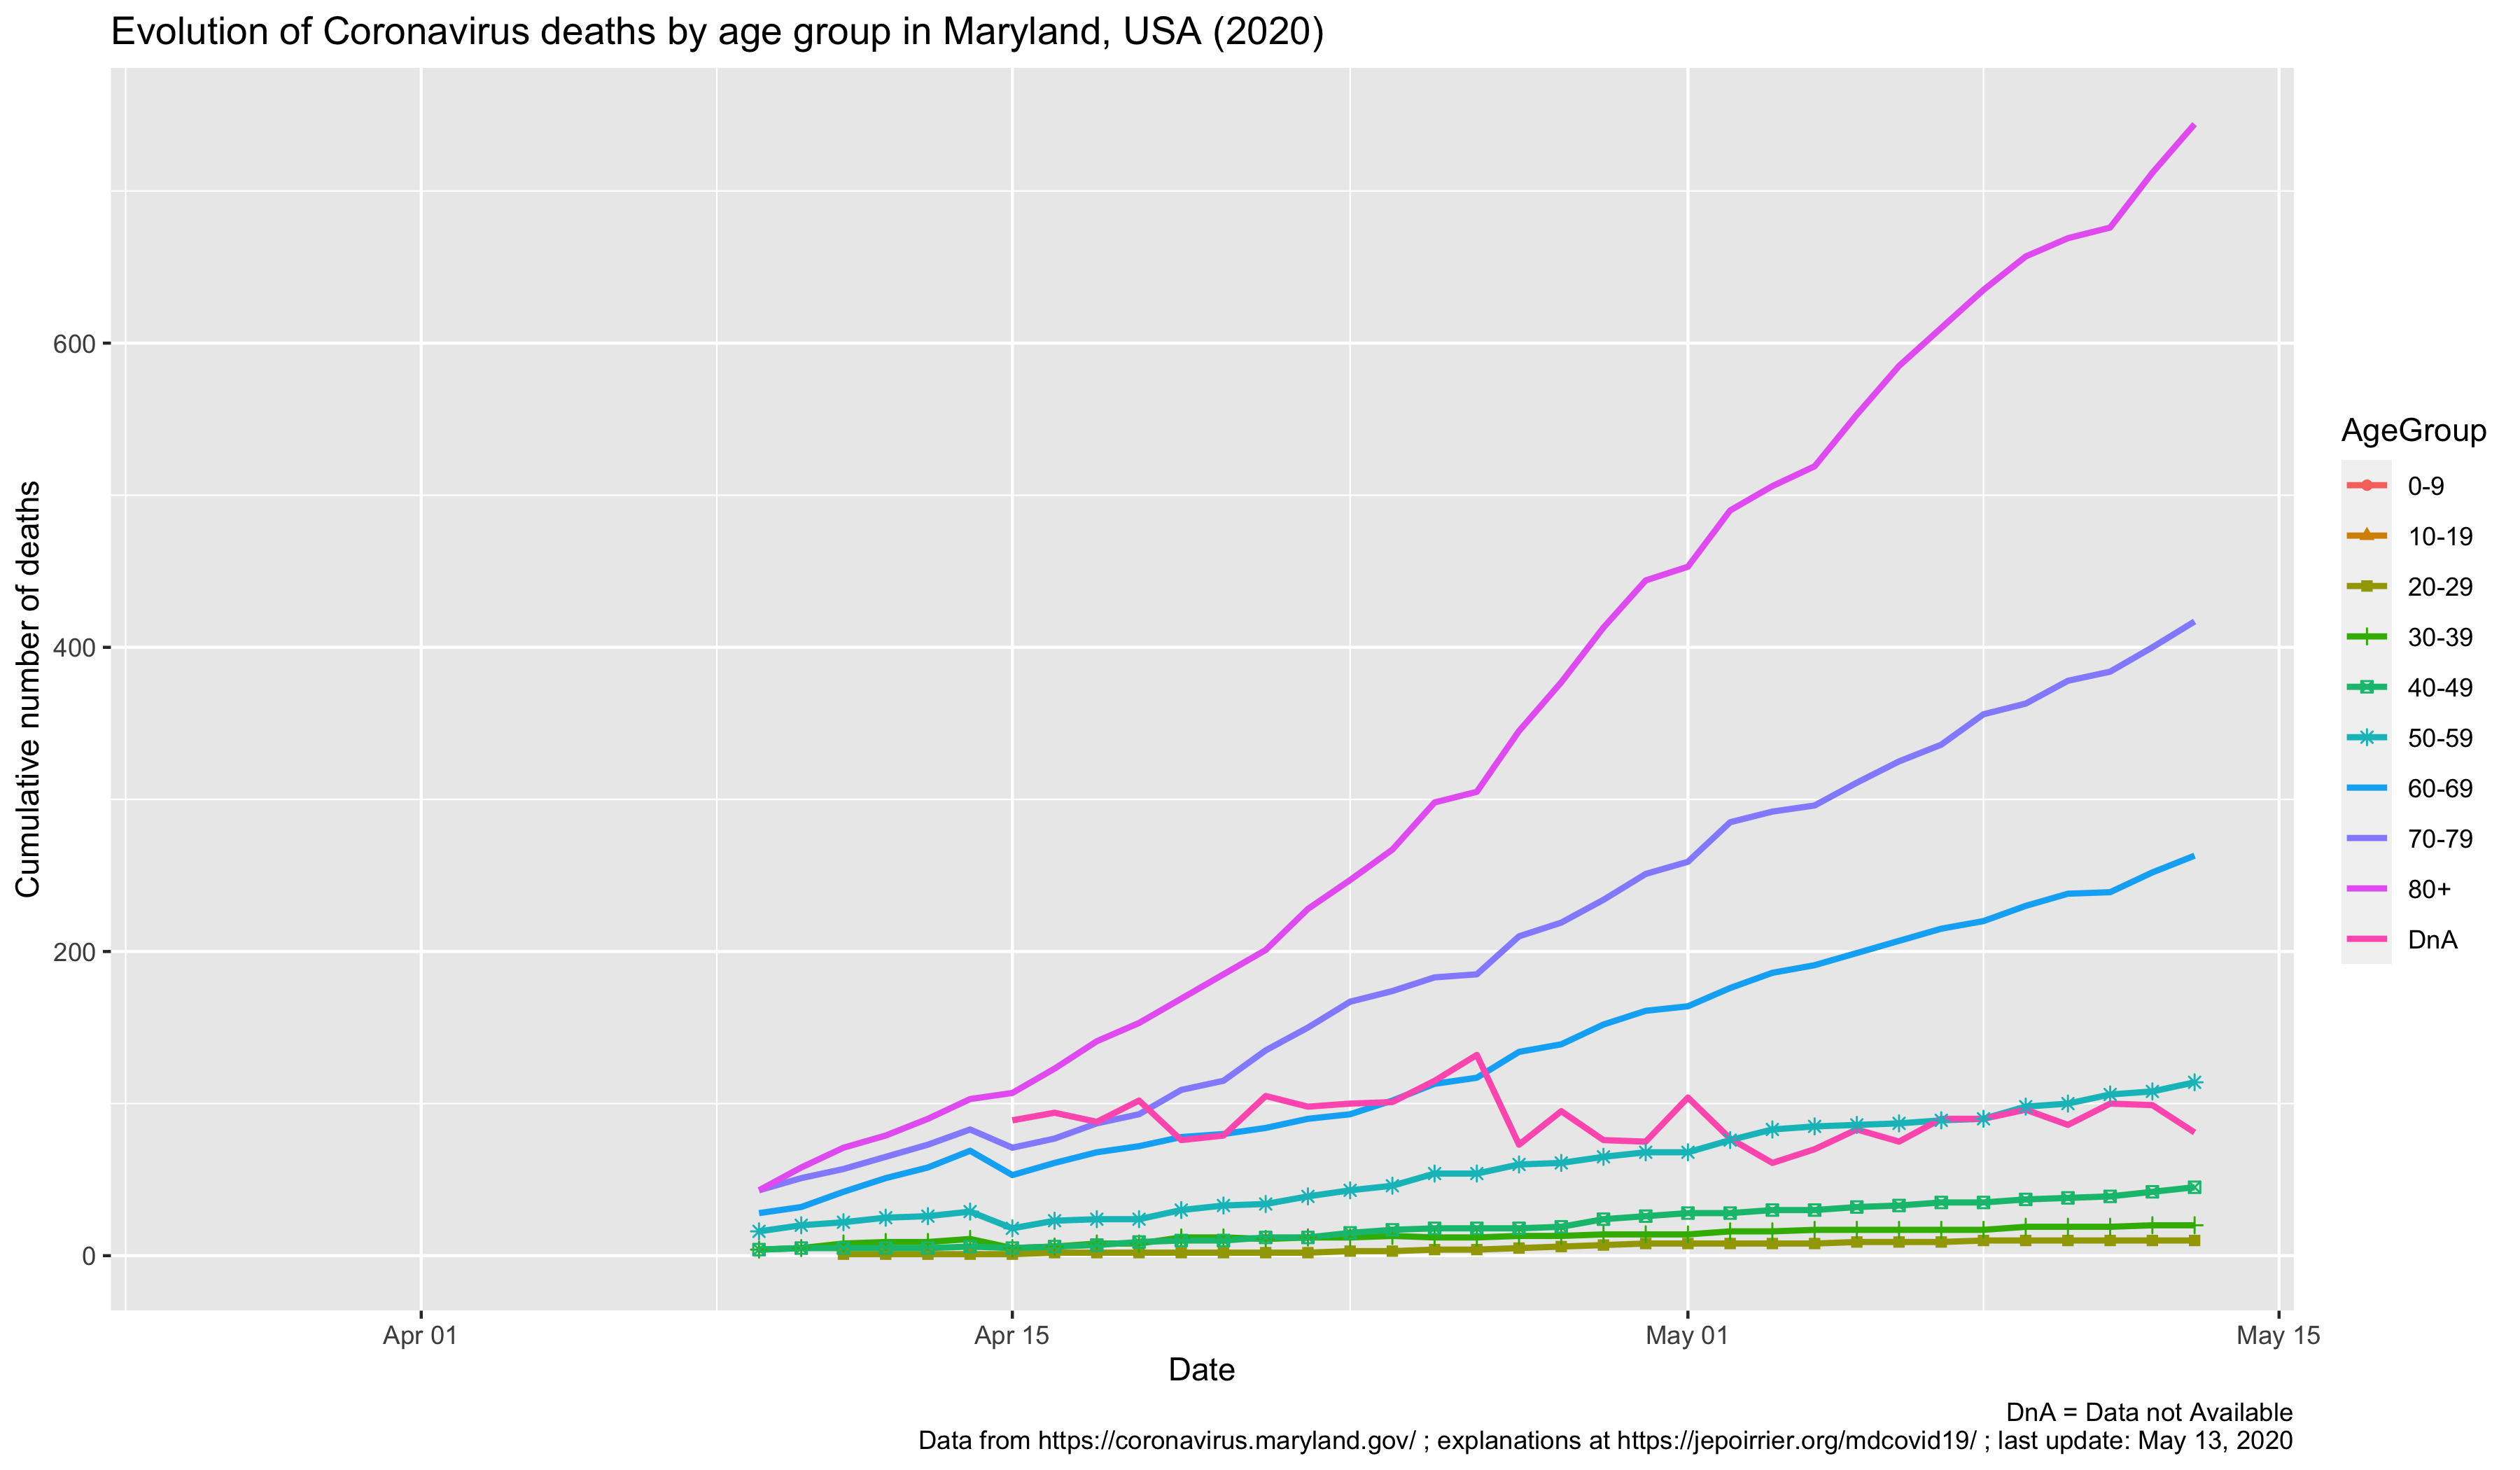 Evolution of Coronavirus deaths by age group in Maryland, USA (2020)
Cumulative number of deaths
600
400
200
0
Apr 01
Apr 15
May 01
May 15
Date
AgeGroup
0-9
10-19
20-29
30-39
40-49
50-59
60-69
70-79
80+
DnA
DnA = Data not Available
Data from https://coronavirus.maryland.gov/ ; explanations at https://jepoirrier.org/mdcovid19/ ; last update: May 13, 2020